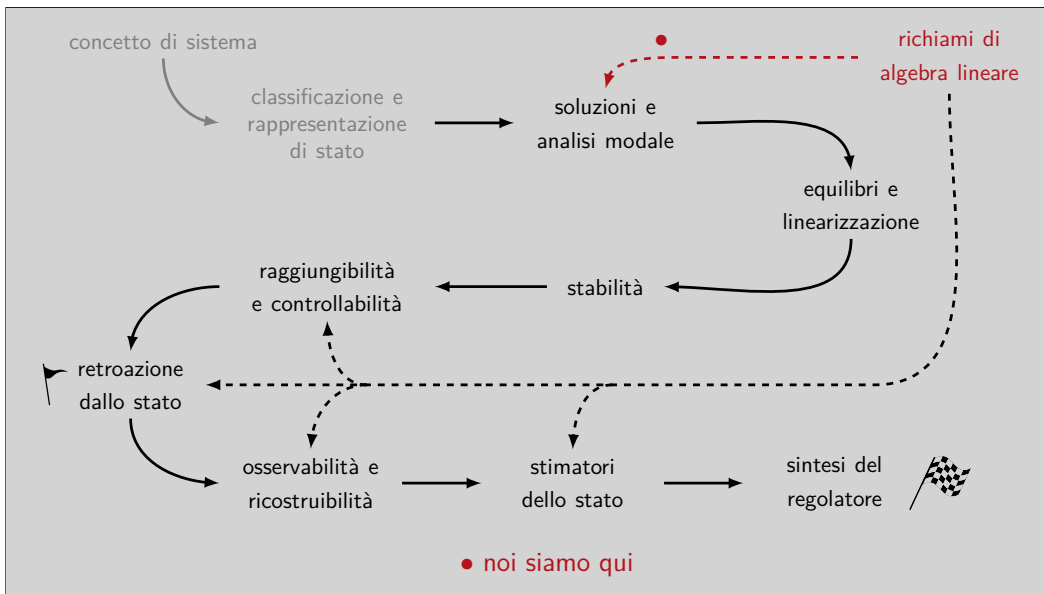 concetto di sistema
classificazione e
rappresentazione
di stato
soluzioni e
analisi modale
richiami di
algebra lineare
equilibri e
linearizzazione
stabilità
raggiungibilità
e controllabilità
retroazione
dallo stato
osservabilità e
ricostruibilità
stimatori
dello stato
sintesi del
regolatore
• noi siamo qui